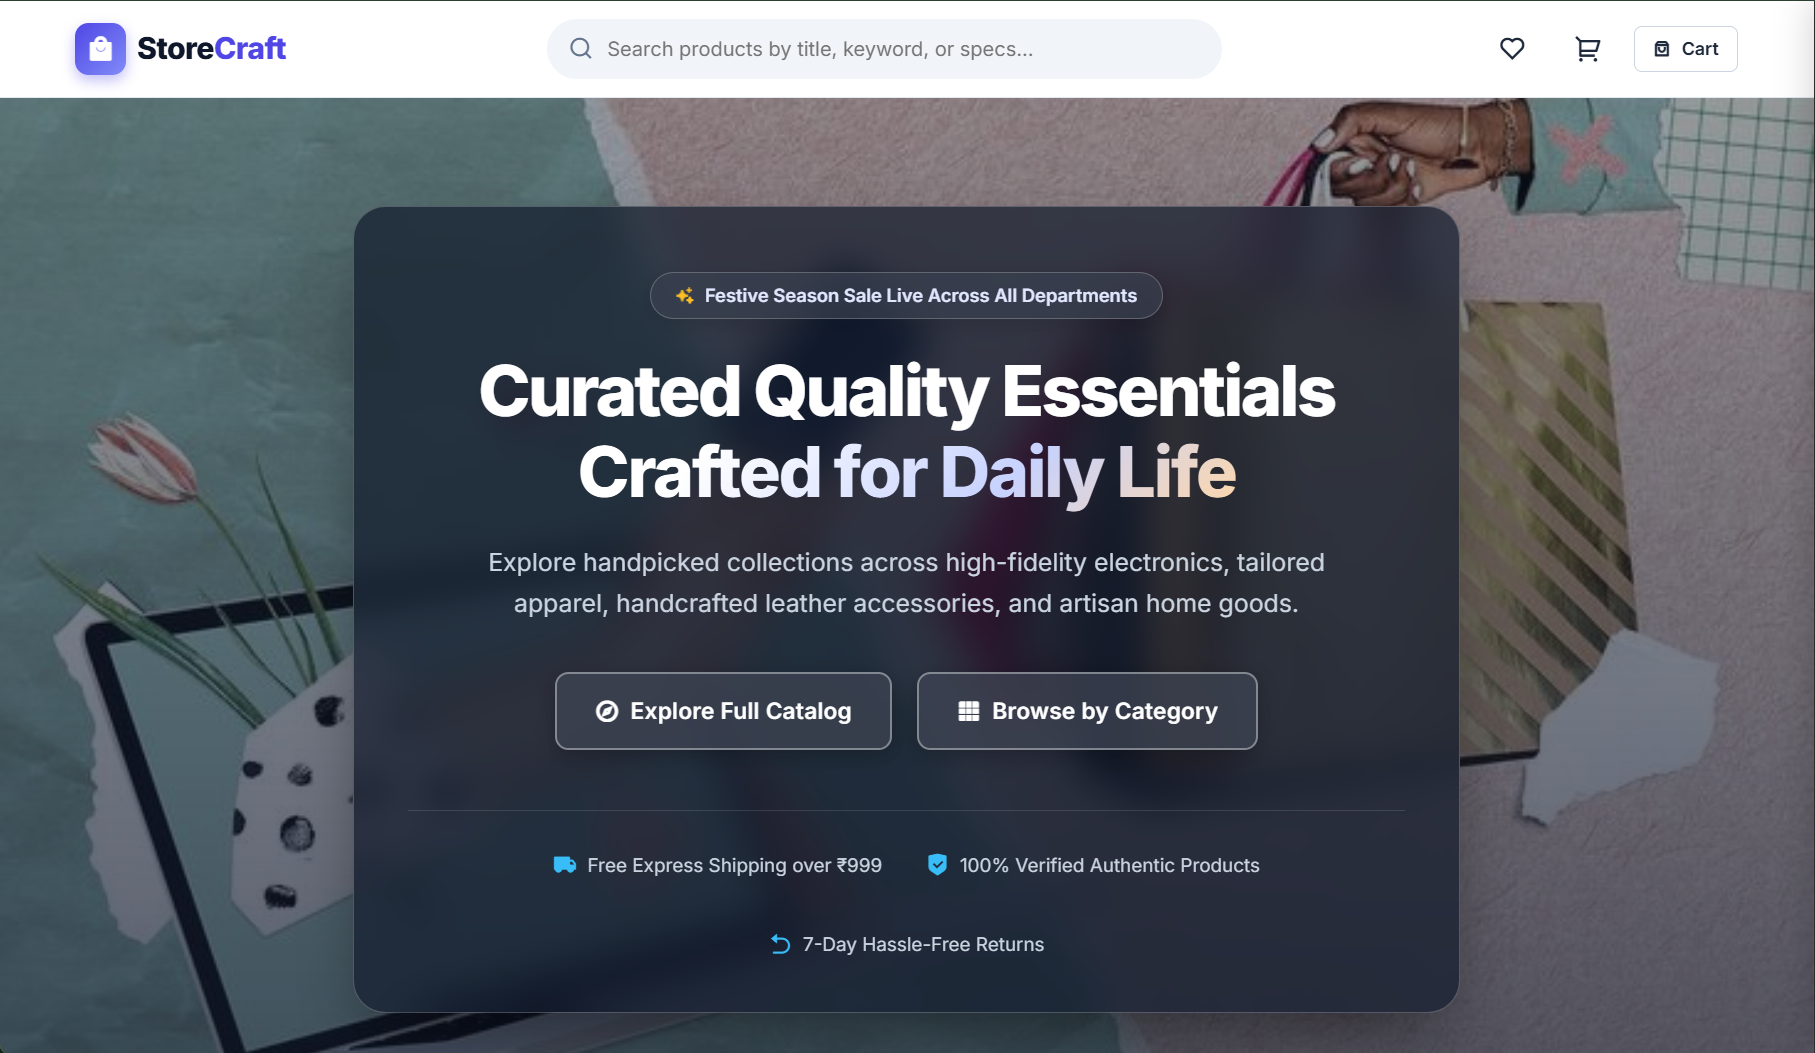 StoreCraft
Search products by title, keyword, or specs...
Cart
Festive Season Sale Live Across All Departments
Curated Quality Essentials
Crafted for Daily Life
Explore handpicked collections across high-fidelity electronics, tailored
apparel, handcrafted leather accessories, and artisan home goods.
Explore Full Catalog
Browse by Category
Free Express Shipping over ₹999
100% Verified Authentic Products
7-Day Hassle-Free Returns